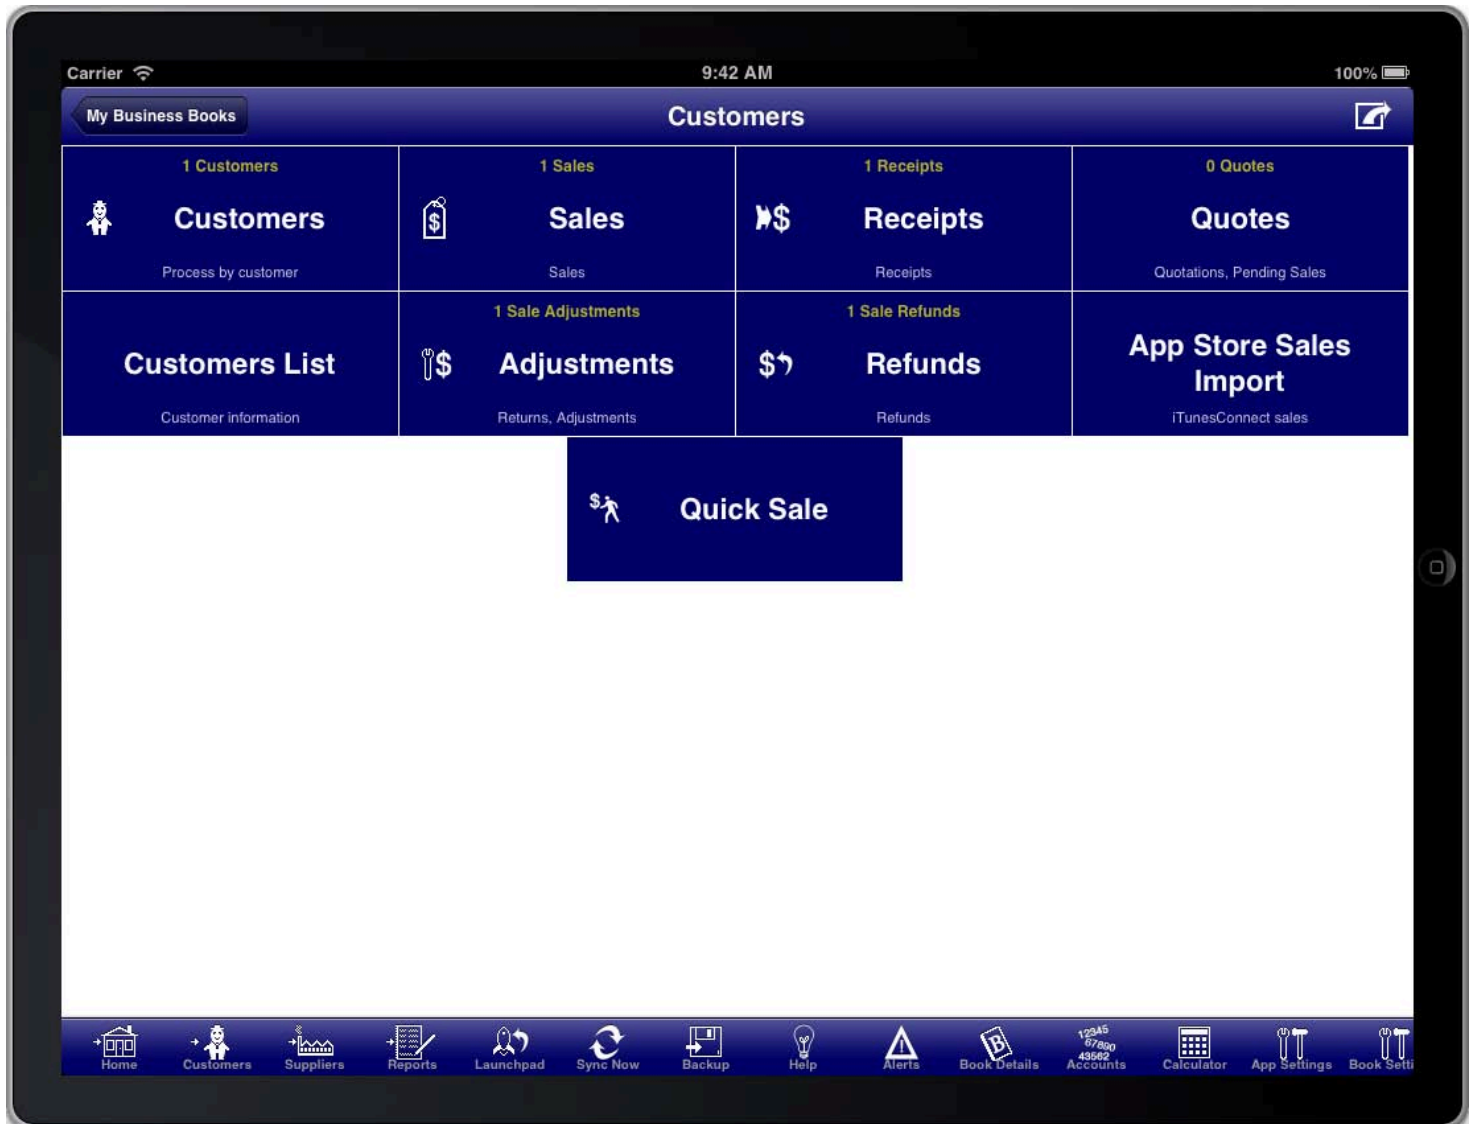 Carrier 9:42 AM 100%
My Business Books Customers
1 Customers 1 Sales 1 Receipts 0 Quotes
Customers $ Sales $ Receipts Quotes
Process by customer Sales Receipts Quotations, Pending Sales
1 Sale Adjustments 1 Sale Refunds
Customers List $ Adjustments $ Refunds App Store Sales
Import
Customer information Returns, Adjustments Refunds iTunesConnect sales
$ Quick Sale
B 12345
67890
43562
Home Customers Suppliers Reports Launchpad Sync Now Backup Help Alerts Book Details Accounts Calculator App Settings Book Setti